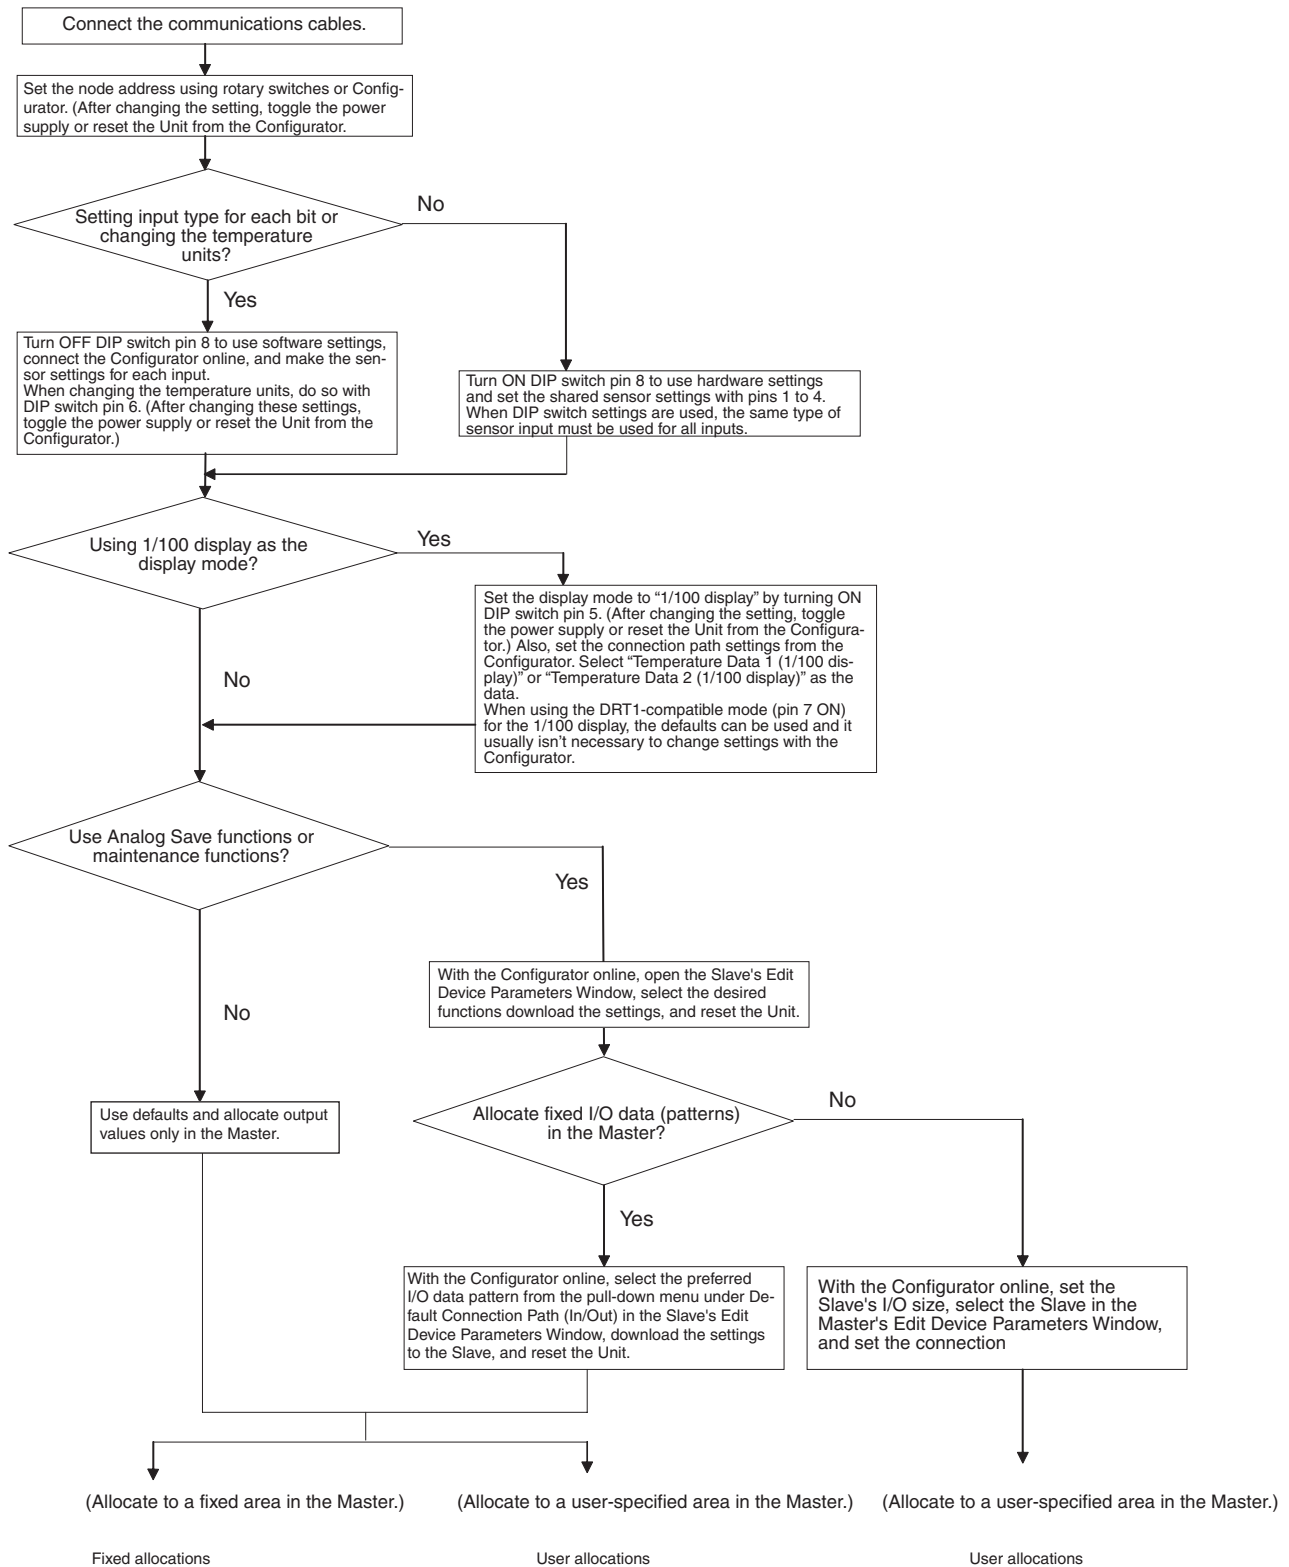 Connect the communications cables.
Set the node address using rotary switches or Config-
urator. (After changing the setting, toggle the power
supply or reset the Unit from the Configurator.
Setting input type for each bit or
changing the temperature
units?
No
Yes
Turn OFF DIP switch pin 8 to use software settings,
connect the Configurator online, and make the sen-
sor settings for each input.
When changing the temperature units, do so with
DIP switch pin 6. (After changing these settings,
toggle the power supply or reset the Unit from the
Configurator.)
Turn ON DIP switch pin 8 to use hardware settings
and set the shared sensor settings with pins 1 to 4.
When DIP switch settings are used, the same type of
sensor input must be used for all inputs.
Using 1/100 display as the
display mode?
Yes
No
Set the display mode to “1/100 display” by turning ON
DIP switch pin 5. (After changing the setting, toggle
the power supply or reset the Unit from the Configura-
tor.) Also, set the connection path settings from the
Configurator. Select “Temperature Data 1 (1/100 dis-
play)” or “Temperature Data 2 (1/100 display)” as the
data.
When using the DRT1-compatible mode (pin 7 ON)
for the 1/100 display, the defaults can be used and it
usually isn’t necessary to change settings with the
Configurator.
Use Analog Save functions or
maintenance functions?
Yes
No
With the Configurator online, open the Slave's Edit
Device Parameters Window, select the desired
functions download the settings, and reset the Unit.
Use defaults and allocate output
values only in the Master.
Allocate fixed I/O data (patterns)
in the Master?
No
Yes
With the Configurator online, select the preferred
I/O data pattern from the pull-down menu under De-
fault Connection Path (In/Out) in the Slave's Edit
Device Parameters Window, download the settings
to the Slave, and reset the Unit.
With the Configurator online, set the
Slave's I/O size, select the Slave in the
Master's Edit Device Parameters Window,
and set the connection
(Allocate to a fixed area in the Master.)
(Allocate to a user-specified area in the Master.)
(Allocate to a user-specified area in the Master.)
Fixed allocations
User allocations
User allocations